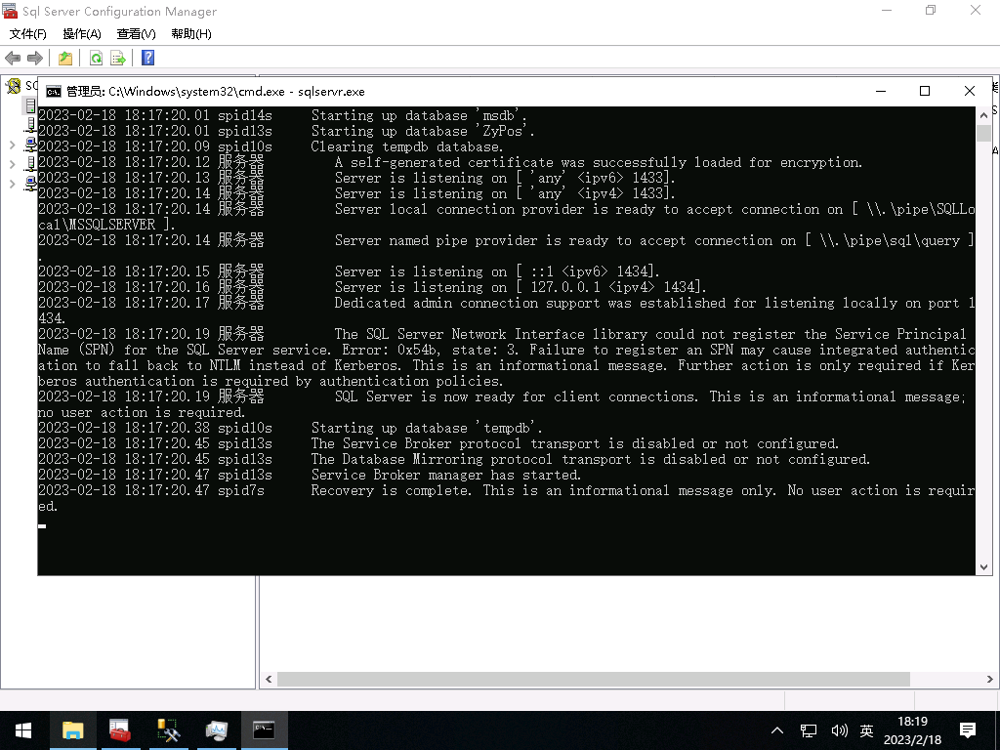 Sql Server Configuration Manager
文件(F) 操作(A) 查看(V) 帮助(H)
管理员: C:\Windows\system32\cmd.exe - sqlservr.exe
2023-02-18 18:17:20.01 spid14s Starting up database 'msdb'.
2023-02-18 18:17:20.01 spid13s Starting up database 'ZyPos'.
2023-02-18 18:17:20.09 spid10s Clearing tempdb database.
2023-02-18 18:17:20.12 服务器 A self-generated certificate was successfully loaded for encryption.
2023-02-18 18:17:20.13 服务器 Server is listening on [ 'any' <ipv6> 1433].
2023-02-18 18:17:20.14 服务器 Server is listening on [ 'any' <ipv4> 1433].
2023-02-18 18:17:20.14 服务器 Server local connection provider is ready to accept connection on [ \\.\pipe\SQLLo
cal\MSSQLSERVER ].
2023-02-18 18:17:20.14 服务器 Server named pipe provider is ready to accept connection on [ \\.\pipe\sql\query ]
.
2023-02-18 18:17:20.15 服务器 Server is listening on [ ::1 <ipv6> 1434].
2023-02-18 18:17:20.16 服务器 Server is listening on [ 127.0.0.1 <ipv4> 1434].
2023-02-18 18:17:20.17 服务器 Dedicated admin connection support was established for listening locally on port 1
434.
2023-02-18 18:17:20.19 服务器 The SQL Server Network Interface library could not register the Service Principal
Name (SPN) for the SQL Server service. Error: 0x54b, state: 3. Failure to register an SPN may cause integrated authentic
ation to fall back to NTLM instead of Kerberos. This is an informational message. Further action is only required if Ker
beros authentication is required by authentication policies.
2023-02-18 18:17:20.19 服务器 SQL Server is now ready for client connections. This is an informational message;
no user action is required.
2023-02-18 18:17:20.38 spid10s Starting up database 'tempdb'.
2023-02-18 18:17:20.45 spid13s The Service Broker protocol transport is disabled or not configured.
2023-02-18 18:17:20.45 spid13s The Database Mirroring protocol transport is disabled or not configured.
2023-02-18 18:17:20.47 spid13s Service Broker manager has started.
2023-02-18 18:17:20.47 spid7s Recovery is complete. This is an informational message only. No user action is requir
ed.
英
18:19
2023/2/18